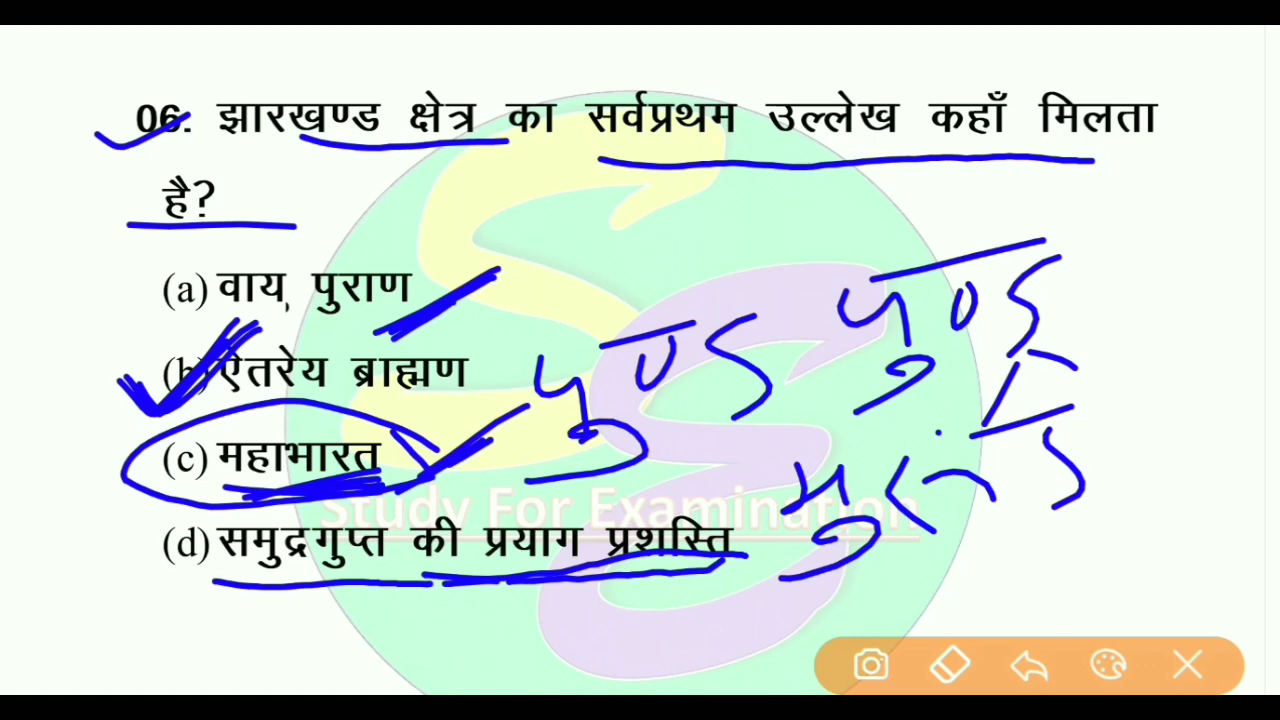 06. झारखण्ड क्षेत्र का सर्वप्रथम उल्लेख कहाँ मिलता
है?
(a) वायु पुराण
(b) ऐतरेय ब्राह्मण
(c) महाभारत
(d) समुद्रगुप्त की प्रयाग प्रशस्ति
Study For Examination